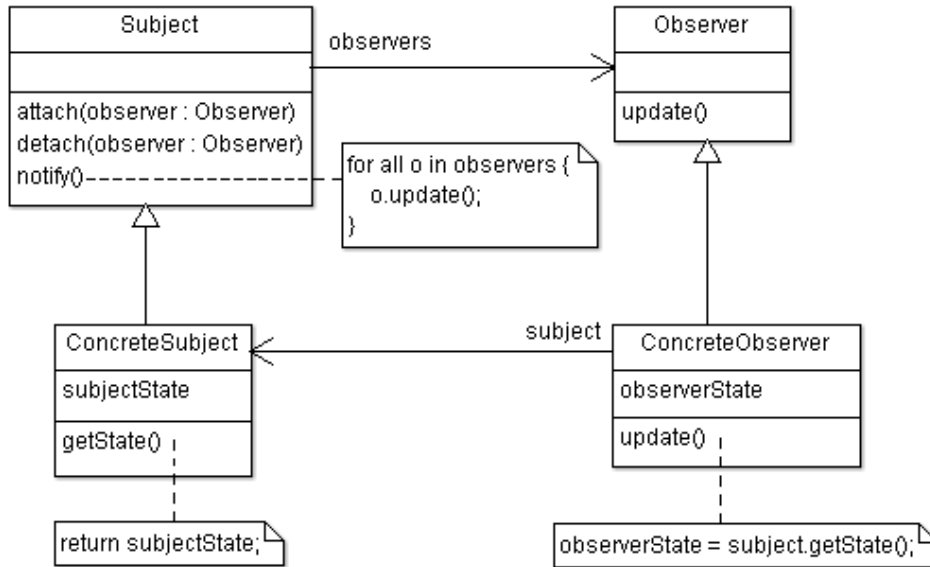 Subject
observers
Observer
attach(observer : Observer)
detach(observer : Observer)
notify()
update()
for all o in observers {
o.update();
}
ConcreteSubject
subject
ConcreteObserver
subjectState
observerState
getState()
update()
return subjectState;
observerState = subject.getState();